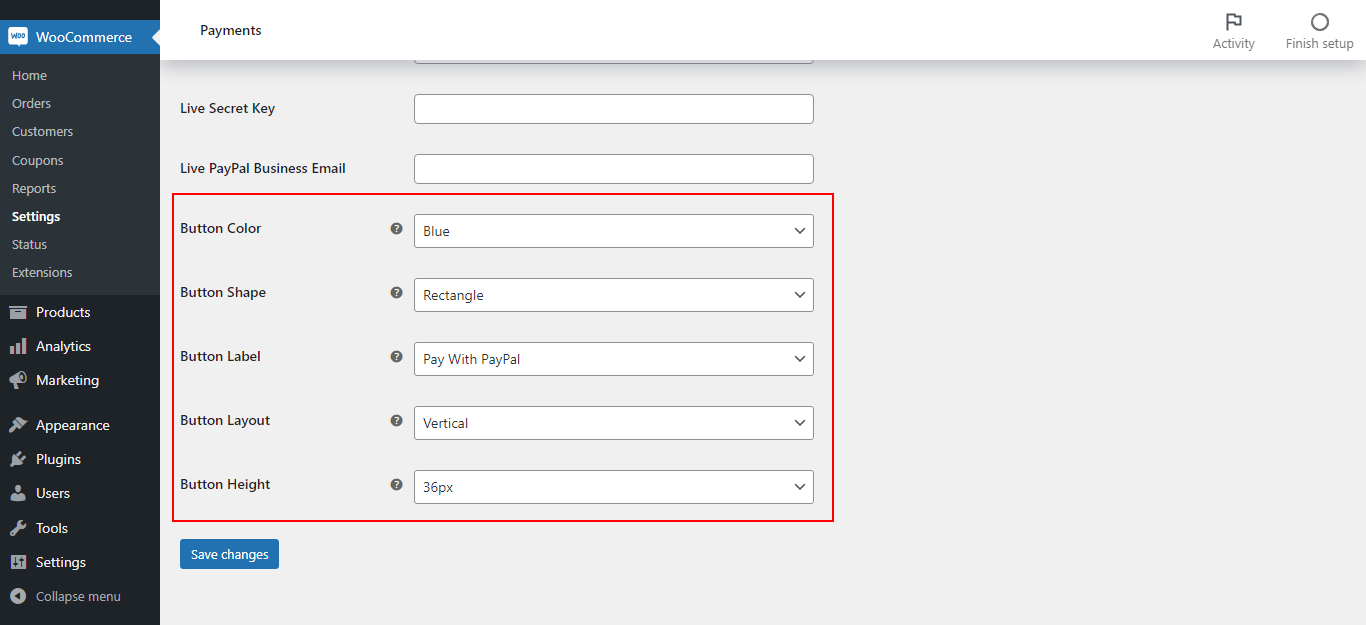 WOO WooCommerce
Home
Orders
Customers
Coupons
Reports
Settings
Status
Extensions
Products
Analytics
Marketing
Appearance
Plugins
Users
Tools
Settings
Collapse menu
Payments
Activity
Finish setup
Live Secret Key
Live PayPal Business Email
Button Color ? Blue
Button Shape ? Rectangle
Button Label ? Pay With PayPal
Button Layout ? Vertical
Button Height ? 36px
Save changes